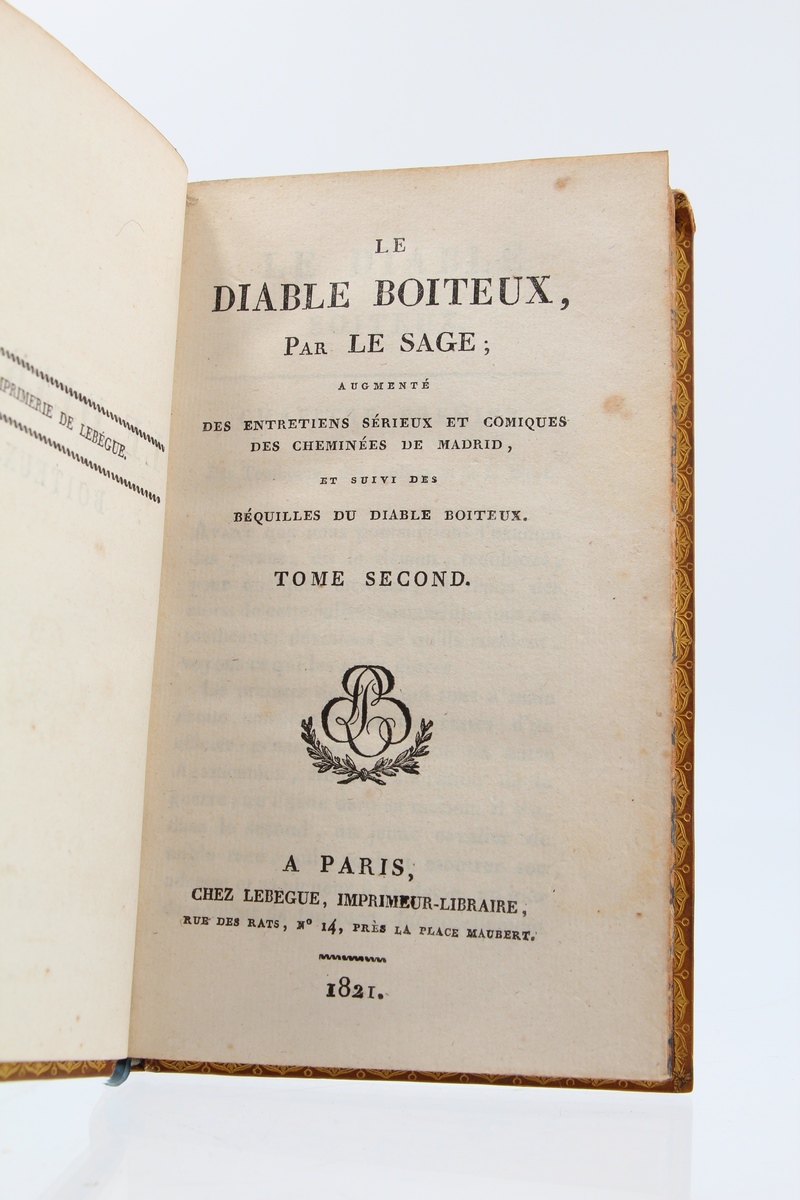 IMPRIMERIE DE LEBÉGUE.
LE
DIABLE BOITEUX,
PAR LE SAGE;
AUGMENTÉ
DES ENTRETIENS SÉRIEUX ET COMIQUES
DES CHEMINÉES DE MADRID,
ET SUIVI DES
BÉQUILLES DU DIABLE BOITEUX.
TOME SECOND.
A PARIS,
CHEZ LEBEGUE, IMPRIMEUR-LIBRAIRE,
RUE DES RATS, Nº 14, PRÈS LA PLACE MAUBERT.
1821.